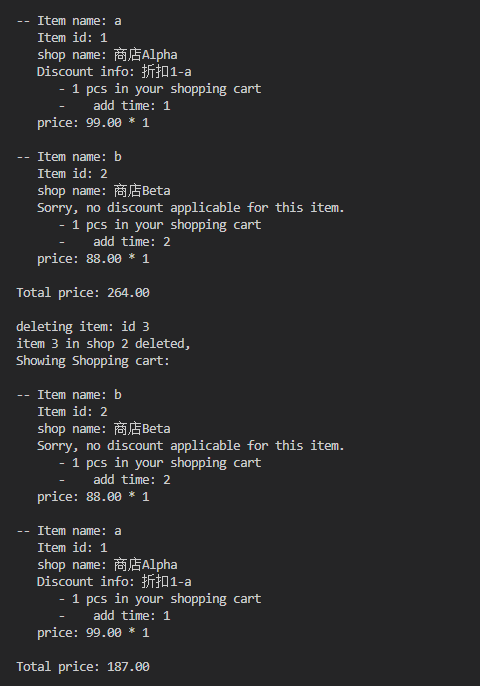 -- Item name: a
Item id: 1
shop name: 商店Alpha
Discount info: 折扣1-a
- 1 pcs in your shopping cart
-    add time: 1
price: 99.00 * 1
-- Item name: b
Item id: 2
shop name: 商店Beta
Sorry, no discount applicable for this item.
- 1 pcs in your shopping cart
-    add time: 2
price: 88.00 * 1
Total price: 264.00
deleting item: id 3
item 3 in shop 2 deleted,
Showing Shopping cart:
-- Item name: b
Item id: 2
shop name: 商店Beta
Sorry, no discount applicable for this item.
- 1 pcs in your shopping cart
-    add time: 2
price: 88.00 * 1
-- Item name: a
Item id: 1
shop name: 商店Alpha
Discount info: 折扣1-a
- 1 pcs in your shopping cart
-    add time: 1
price: 99.00 * 1
Total price: 187.00